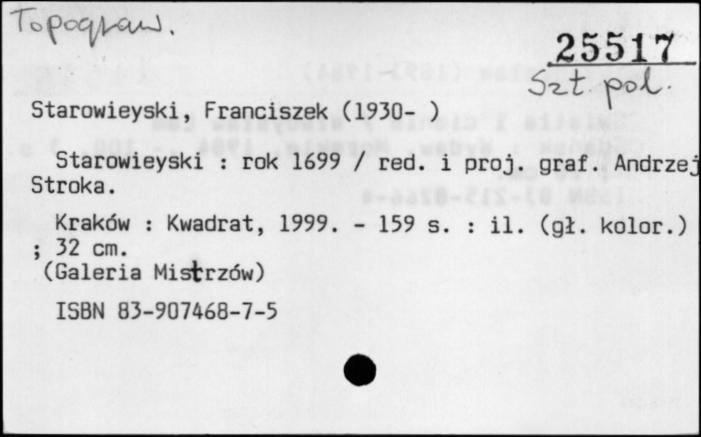 Topograw.
25517
Szt. pol.
Starowieyski, Franciszek (1930- )
Starowieyski : rok 1699 / red. i proj. graf. Andrzej
Stroka.
Kraków : Kwadrat, 1999. - 159 s. : il. (gł. kolor.)
; 32 cm.
(Galeria Mistrzów)
ISBN 83-907468-7-5